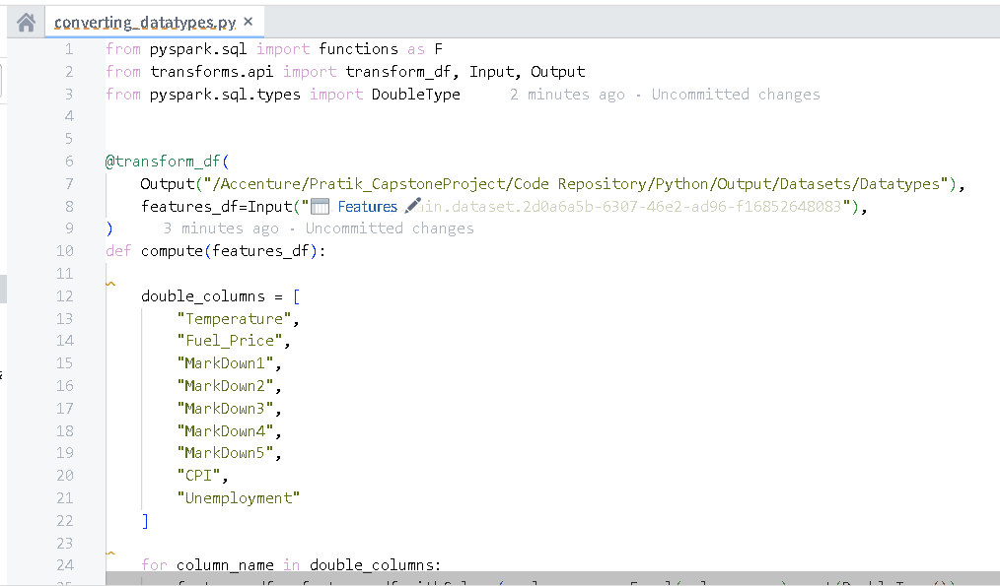 converting_datatypes.py ×
1 from pyspark.sql import functions as F
2 from transforms.api import transform_df, Input, Output
3 from pyspark.sql.types import DoubleType 2 minutes ago - Uncommitted changes
4
5
6 @transform_df(
7 Output("/Accenture/Pratik_CapstoneProject/Code Repository/Python/Output/Datasets/Datatypes"),
8 features_df=Input("Features in.dataset.2d0a6a5b-6307-46e2-ad96-f16852648083"),
9 ) 3 minutes ago - Uncommitted changes
10 def compute(features_df):
11
12 double_columns = [
13 "Temperature",
14 "Fuel_Price",
15 "MarkDown1",
16 "MarkDown2",
17 "MarkDown3",
18 "MarkDown4",
19 "MarkDown5",
20 "CPI",
21 "Unemployment"
22 ]
23
24 for column_name in double_columns: